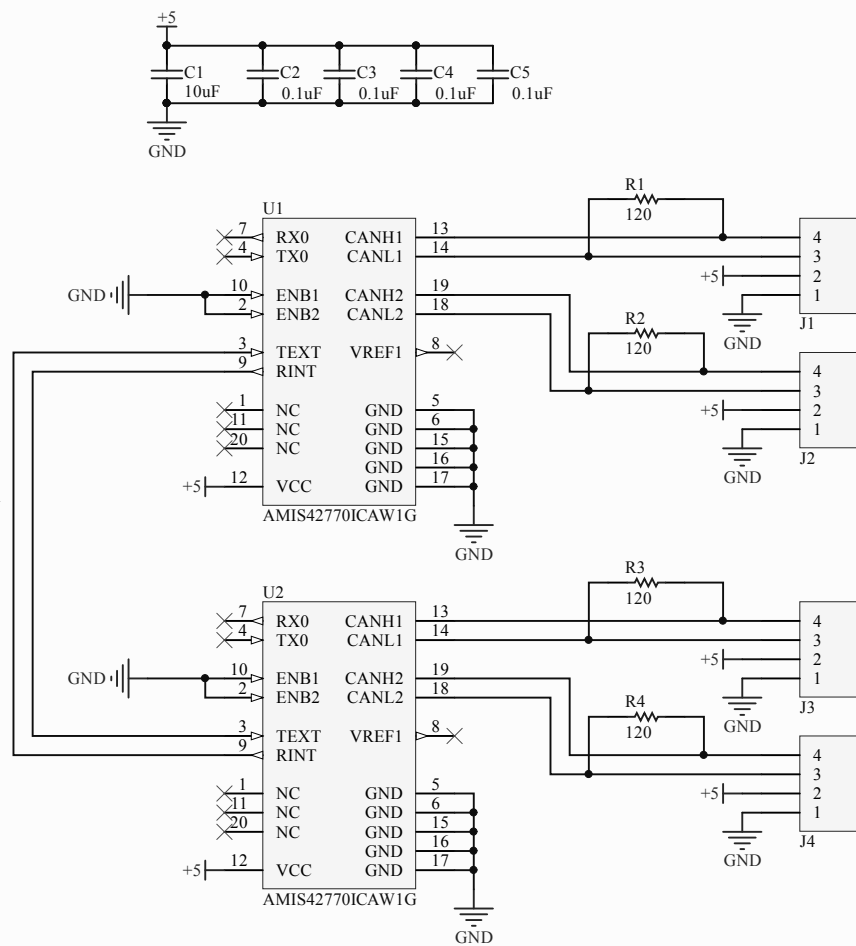 +5
C1
10uF
C2
0.1uF
C3
0.1uF
C4
0.1uF
C5
0.1uF
GND
U1
7 RX0 CANH1 13
4 TX0 CANL1 14
10 ENB1 CANH2 19
2 ENB2 CANL2 18
3 TEXT VREF1 8
9 RINT
1 NC GND 5
11 NC GND 6
20 NC GND 15
GND 16
12 VCC GND 17
AMIS42770ICAW1G
GND
+5
GND
R1
120
R2
120
4
3
+5 2
1
GND
J1
4
3
+5 2
1
GND
J2
U2
7 RX0 CANH1 13
4 TX0 CANL1 14
10 ENB1 CANH2 19
2 ENB2 CANL2 18
3 TEXT VREF1 8
9 RINT
1 NC GND 5
11 NC GND 6
20 NC GND 15
GND 16
12 VCC GND 17
AMIS42770ICAW1G
GND
+5
GND
R3
120
R4
120
4
3
+5 2
1
GND
J3
4
3
+5 2
1
GND
J4